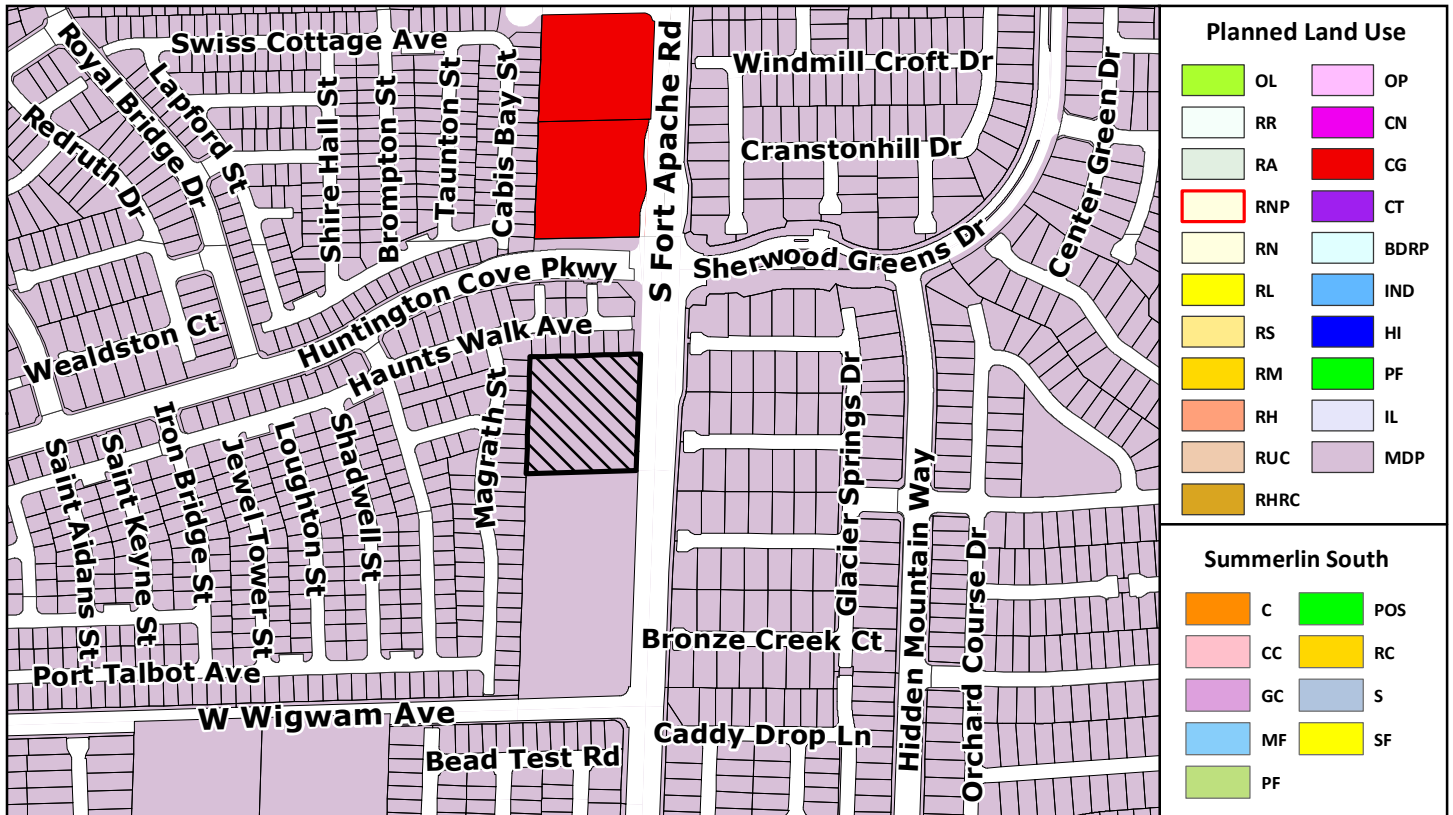 Swiss Cottage Ave
Royal Bridge Dr
Lapford St
Redruth Dr
Shire Hall St
Brompton St
Taunton St
Cabis Bay St
S Fort Apache Rd
Windmill Croft Dr
Cranstonhill Dr
Center Green Dr
Sherwood Greens Dr
Huntington Cove Pkwy
Wealdston Ct
Haunts Walk Ave
Magrath St
Iron Bridge St
Saint Aidans St
Saint Keyne St
Jewel Tower St
Loughton St
Shadwell St
Glacier Springs Dr
Hidden Mountain Way
Orchard Course Dr
Bronze Creek Ct
Port Talbot Ave
W Wigwam Ave
Caddy Drop Ln
Bead Test Rd
Planned Land Use
OL OP
RR CN
RA CG
RNP CT
RN BDRP
RL IND
RS HI
RM PF
RH IL
RUC MDP
RHRC
Summerlin South
C POS
CC RC
GC S
MF SF
PF